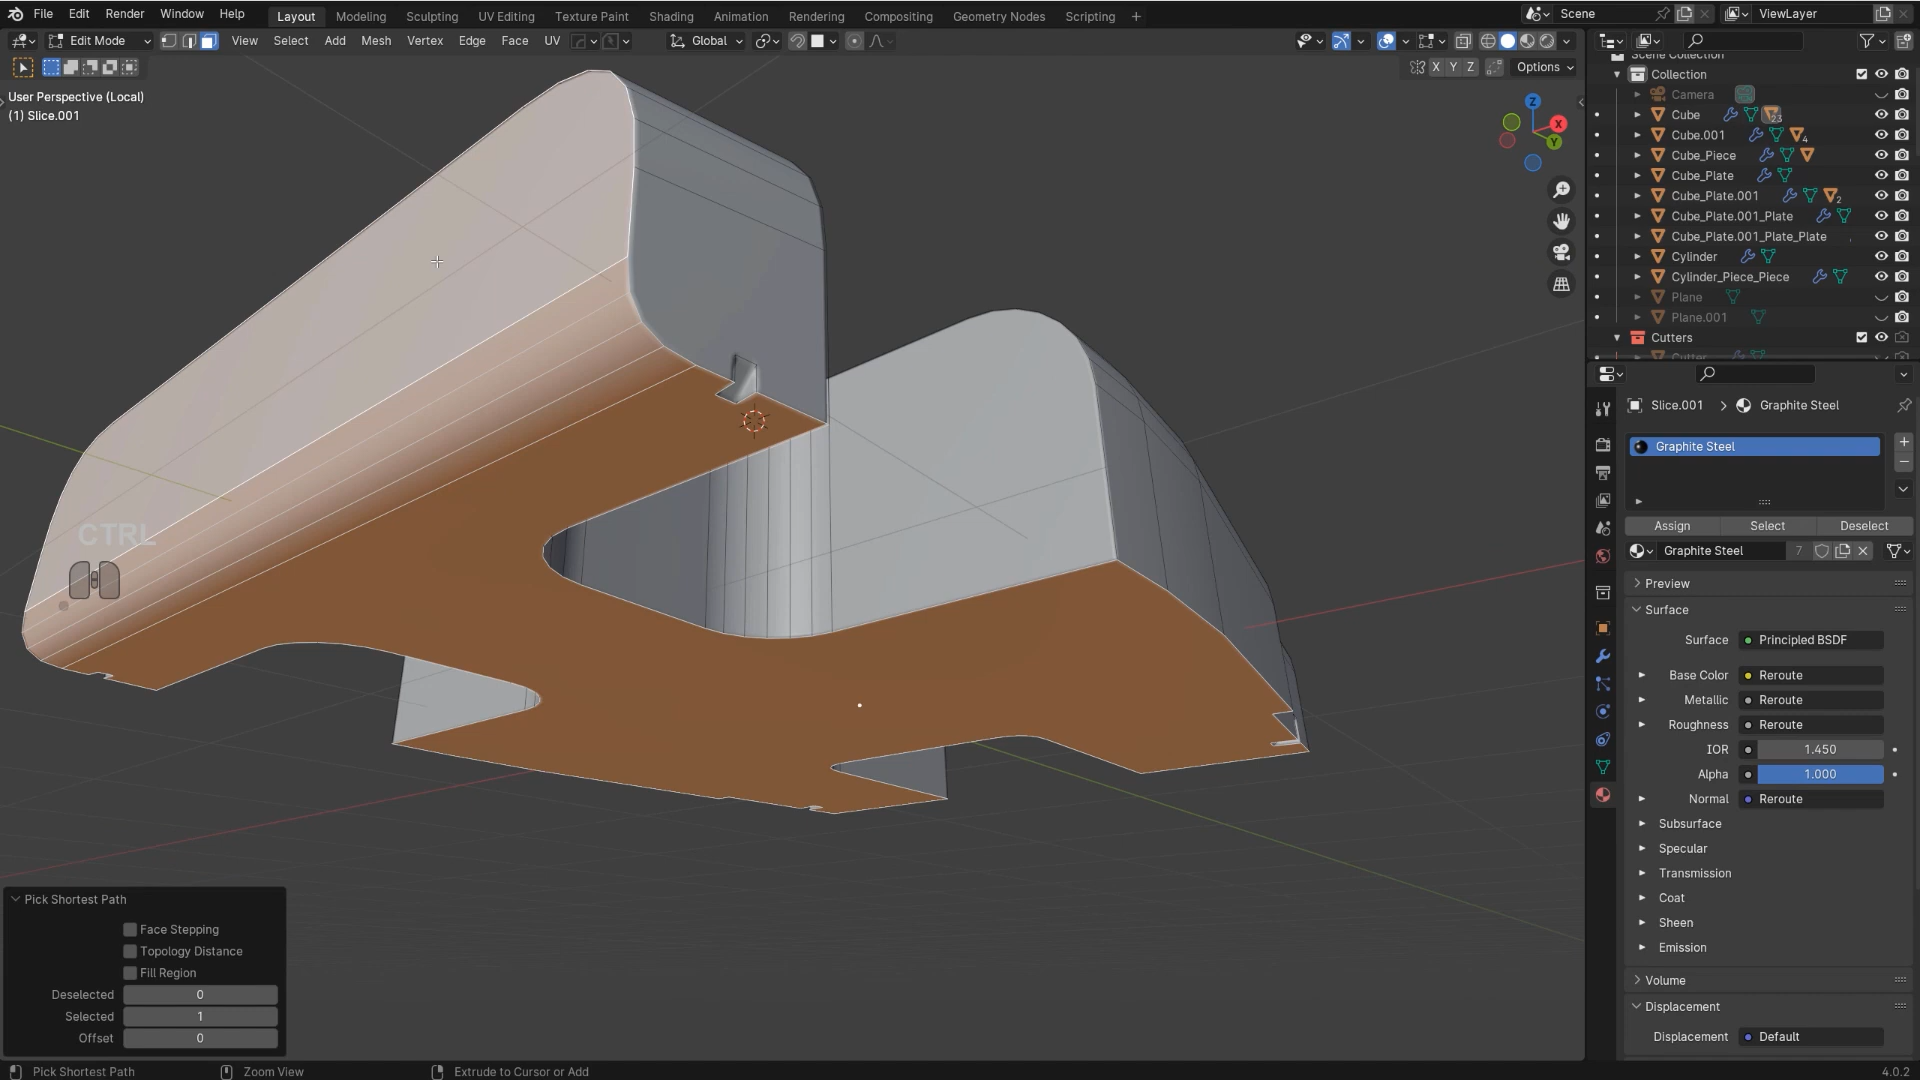 File Edit Render Window Help Layout Modeling Sculpting UV Editing Texture Paint Shading Animation Rendering Compositing Geometry Nodes Scripting + Scene ViewLayer
Edit Mode View Select Add Mesh Vertex Edge Face UV Global
X Y Z Options
User Perspective (Local)
(1) Slice.001
Z
X
Y
CTRL
Pick Shortest Path
Face Stepping
Topology Distance
Fill Region
Deselected 0
Selected 1
Offset 0
Scene Collection
Collection
Camera
Cube 23
Cube.001 4
Cube_Piece
Cube_Plate
Cube_Plate.001 2
Cube_Plate.001_Plate
Cube_Plate.001_Plate_Plate
Cylinder
Cylinder_Piece_Piece
Plane
Plane.001
Cutters
Cutter
Slice.001 > Graphite Steel
Graphite Steel
Assign Select Deselect
Graphite Steel 7
Preview
Surface
Surface Principled BSDF
Base Color Reroute
Metallic Reroute
Roughness Reroute
IOR 1.450
Alpha 1.000
Normal Reroute
Subsurface
Specular
Transmission
Coat
Sheen
Emission
Volume
Displacement
Displacement Default
Pick Shortest Path Zoom View Extrude to Cursor or Add 4.0.2